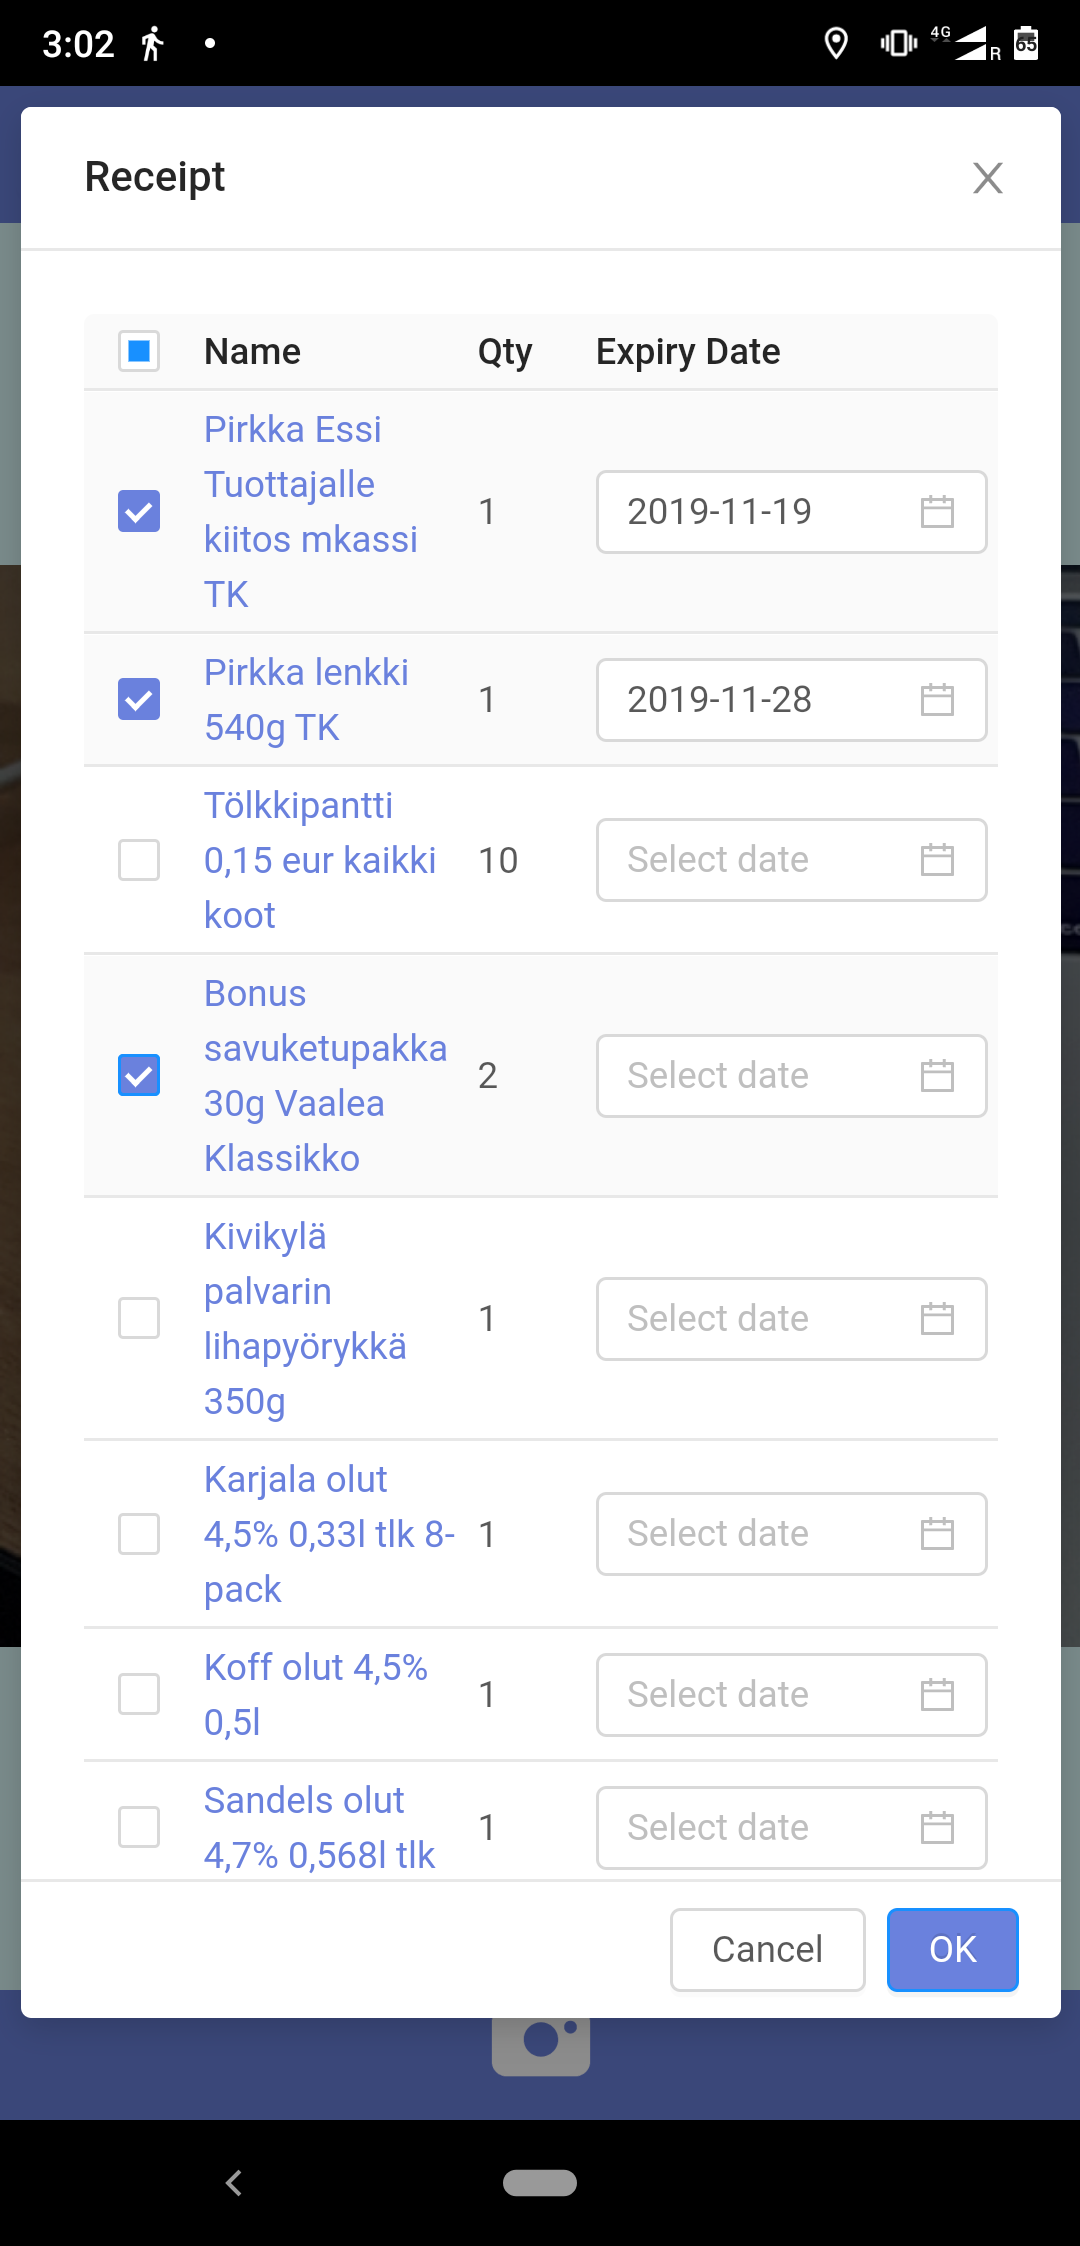 3:02
4G
R
65
Receipt
Name Qty Expiry Date
Pirkka Essi
Tuottajalle
kiitos mkassi
TK
1
2019-11-19
Pirkka lenkki
540g TK
1
2019-11-28
Tölkkipantti
0,15 eur kaikki
koot
10
Select date
Bonus
savuketupakka
30g Vaalea
Klassikko
2
Select date
Kivikylä
palvarin
lihapyörykkä
350g
1
Select date
Karjala olut
4,5% 0,33l tlk 8-
pack
1
Select date
Koff olut 4,5%
0,5l
1
Select date
Sandels olut
4,7% 0,568l tlk
1
Select date
Cancel OK